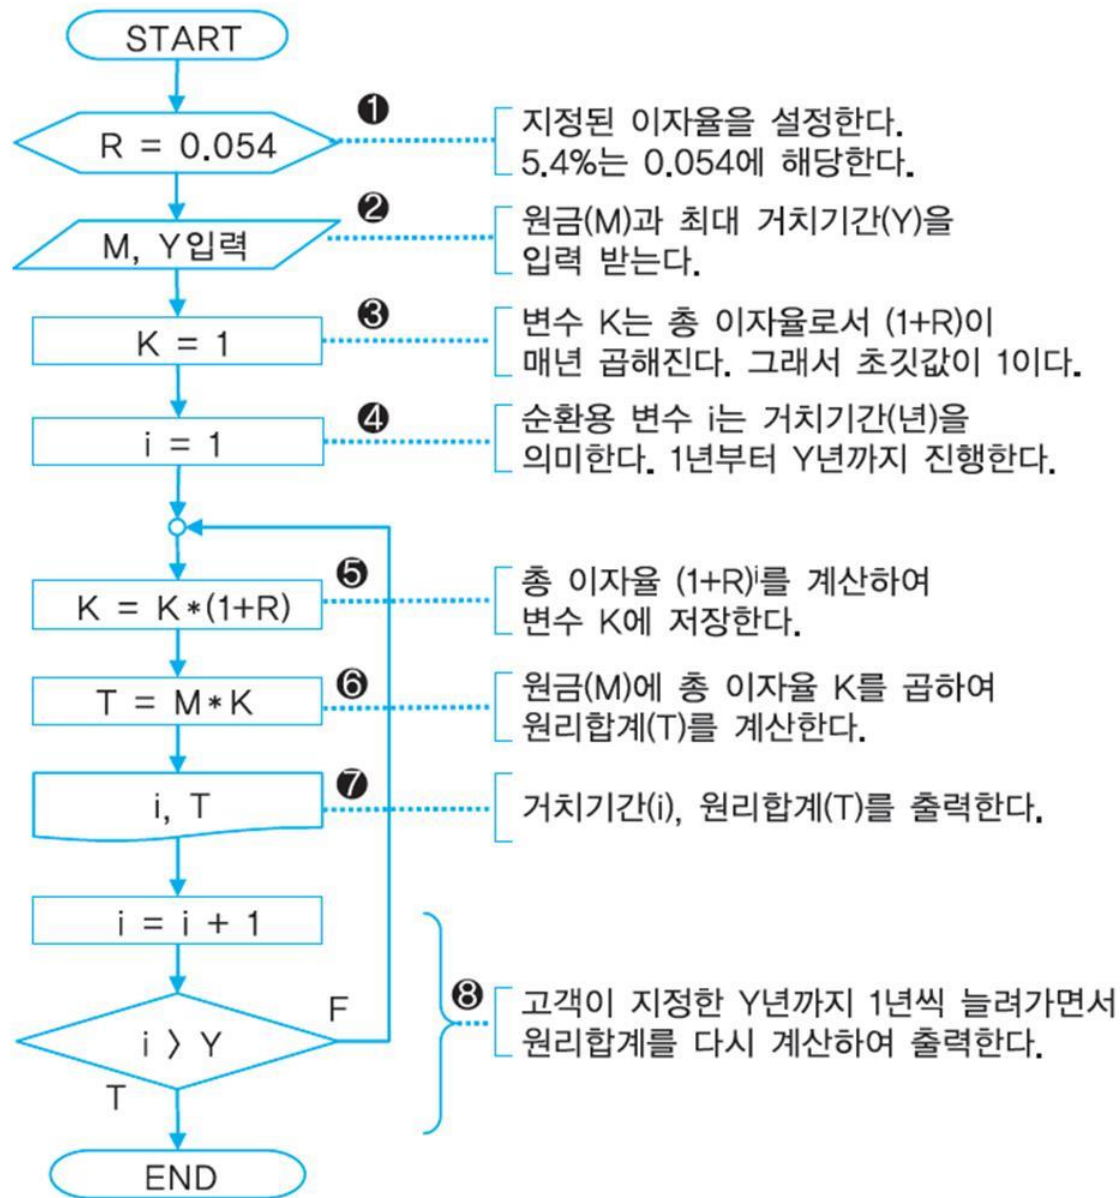 START
R = 0.054
❶
지정된 이자율을 설정한다.
5.4%는 0.054에 해당한다.
M, Y입력
❷
원금(M)과 최대 거치기간(Y)을
입력 받는다.
K = 1
❸
변수 K는 총 이자율로서 (1+R)이
매년 곱해진다. 그래서 초깃값이 1이다.
i = 1
❹
순환용 변수 i는 거치기간(년)을
의미한다. 1년부터 Y년까지 진행한다.
K = K*(1+R)
❺
총 이자율 (1+R)ⁱ를 계산하여
변수 K에 저장한다.
T = M*K
❻
원금(M)에 총 이자율 K를 곱하여
원리합계(T)를 계산한다.
i, T
❼
거치기간(i), 원리합계(T)를 출력한다.
i = i + 1
i > Y
F
T
❽
고객이 지정한 Y년까지 1년씩 늘려가면서
원리합계를 다시 계산하여 출력한다.
END